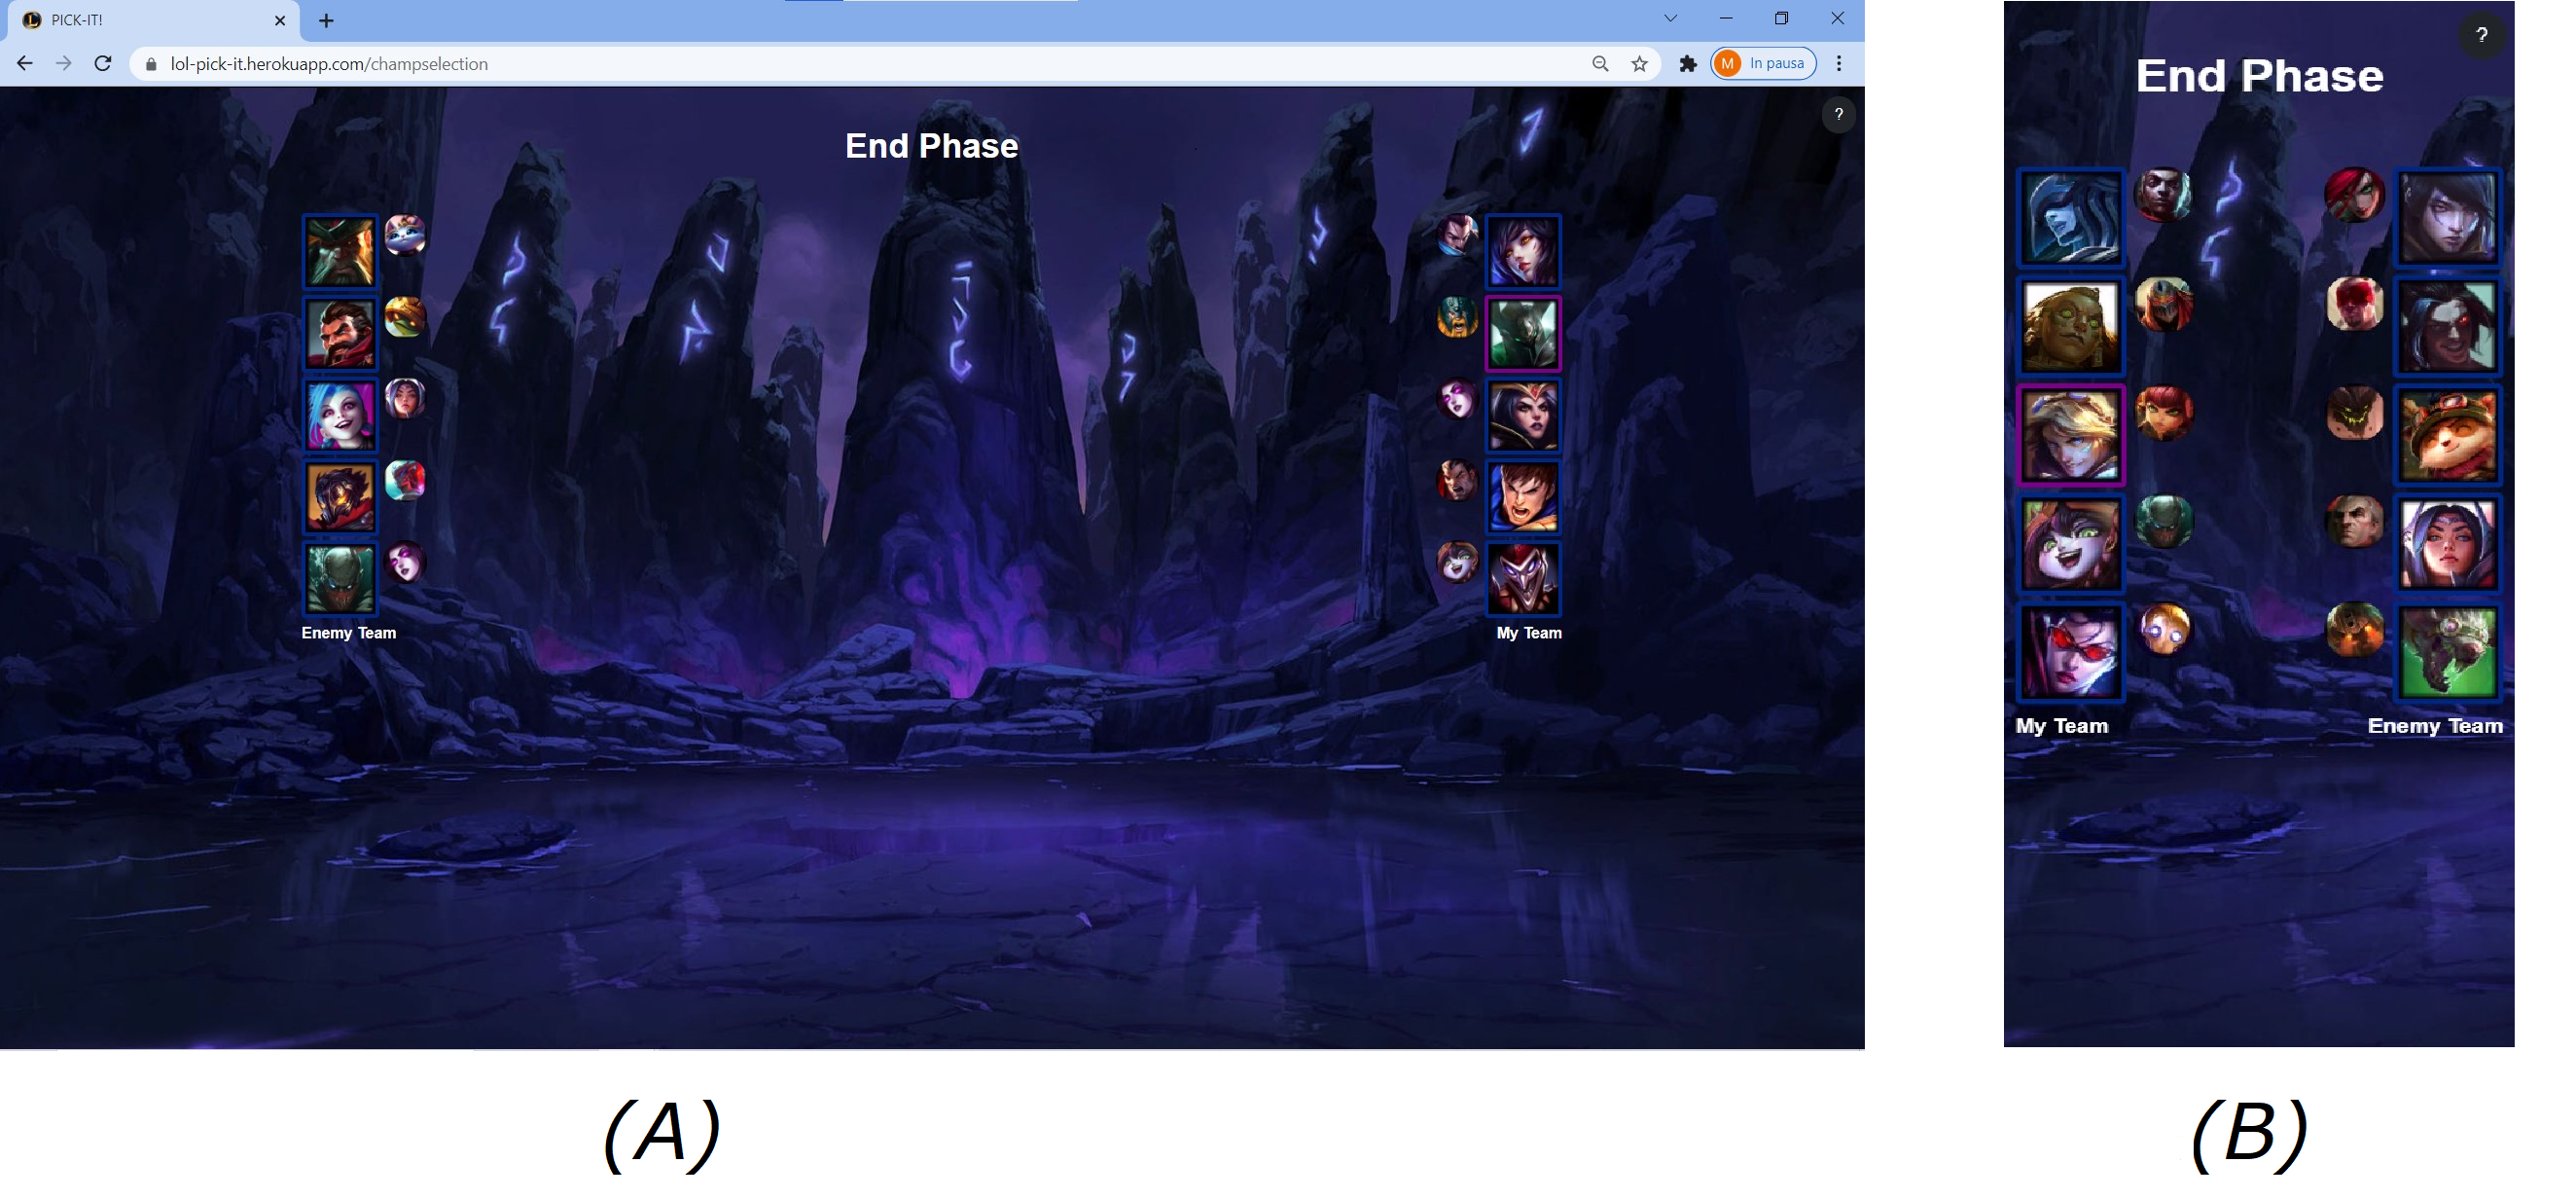 PICK-IT!
lol-pick-it.herokuapp.com/champselection
M In pausa
?
End Phase
Enemy Team
My Team
?
End Phase
My Team
Enemy Team
(A)
(B)